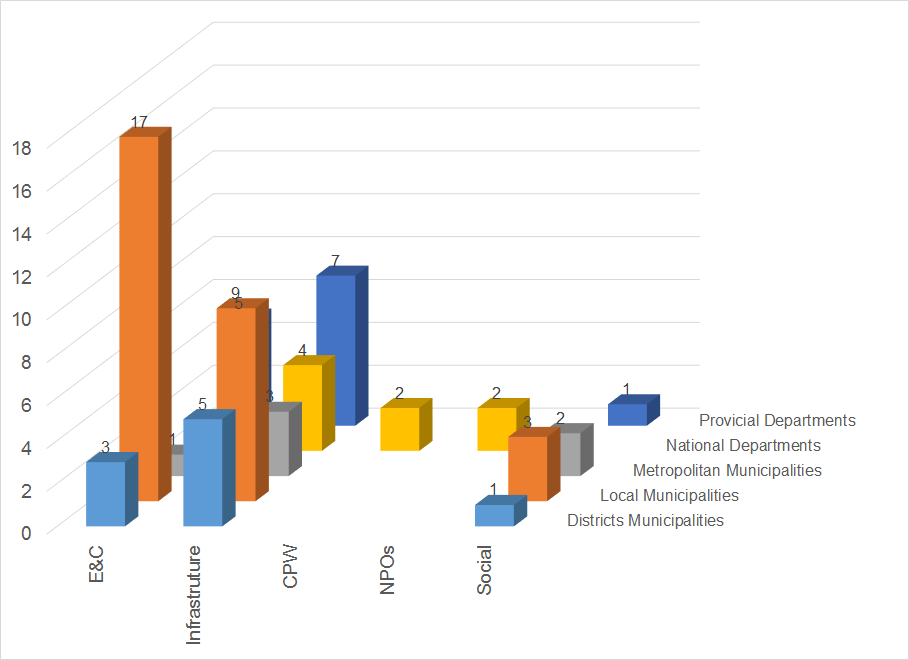 17
18
16
14
12
10
8
6
4
2
0
7
9
5
4
3
5
3
1
2
2
1
3
2
1
Provicial Departments
National Departments
Metropolitan Municipalities
Local Municipalities
Districts Municipalities
E&C
Infrastruture
CPW
NPOs
Social